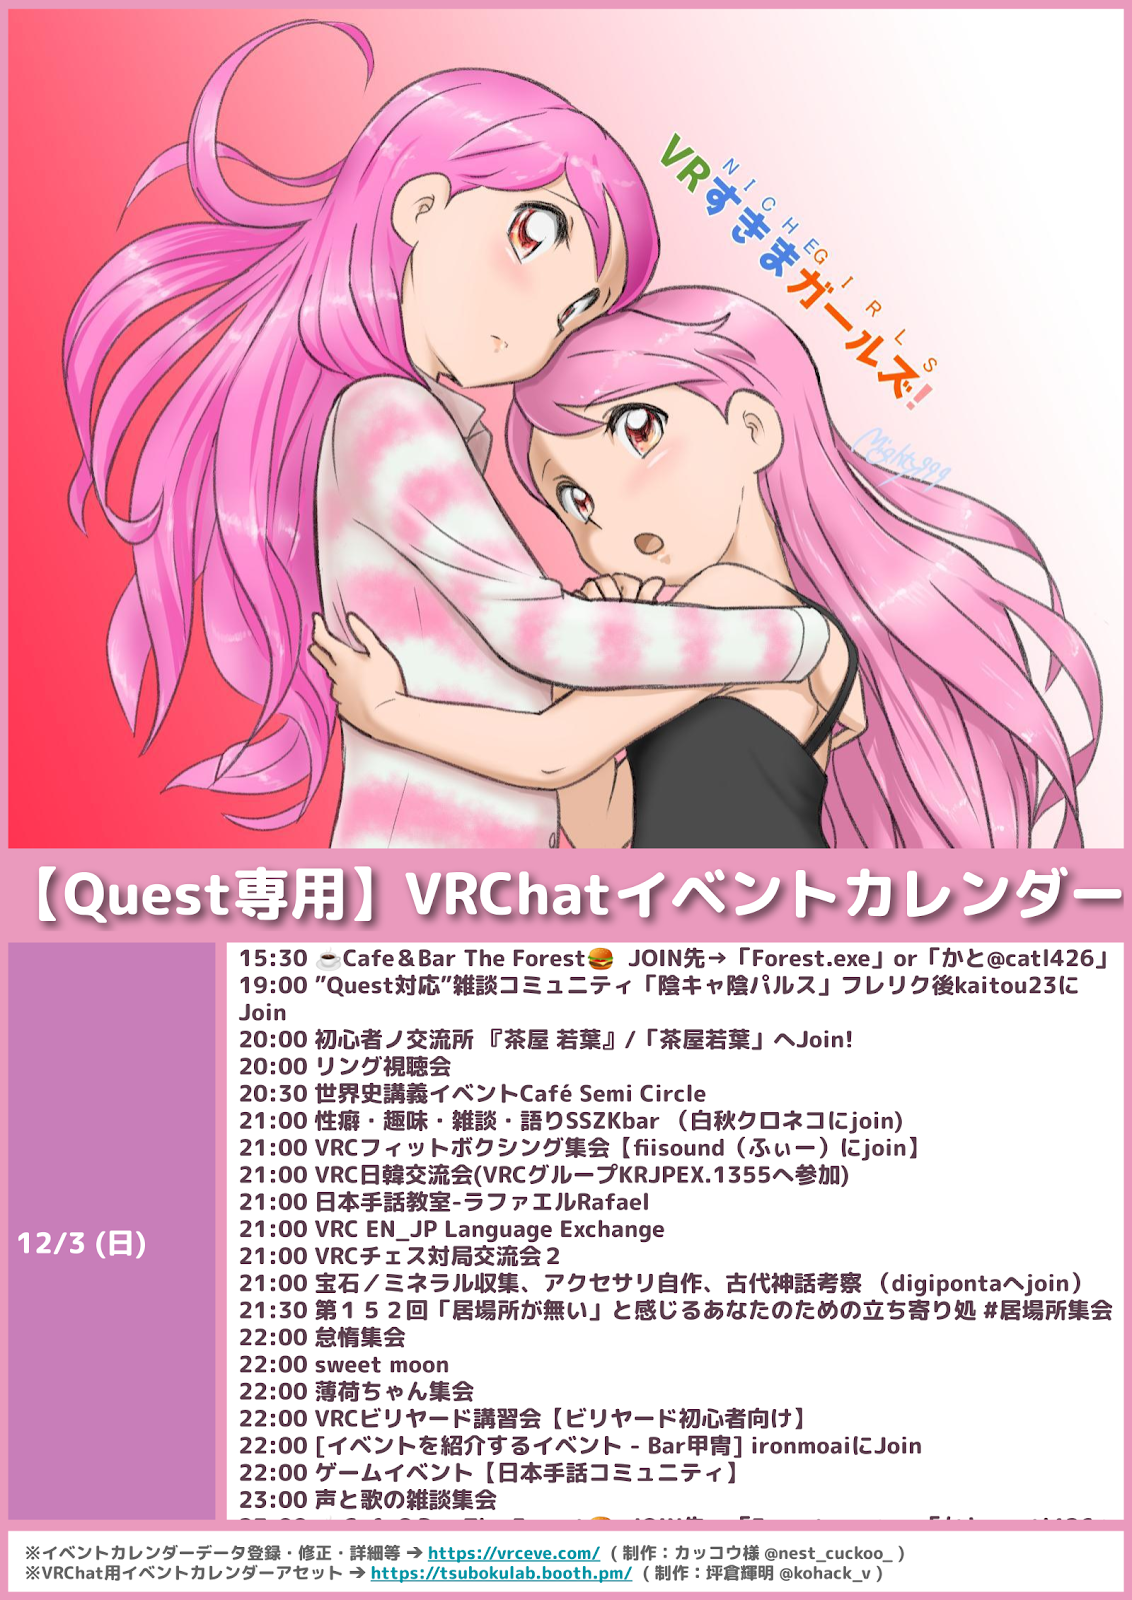 VRすきまガールズ!
NICHE GIRLS
Mighty999
【Quest専用】VRChatイベントカレンダー
12/3 (日)
15:30 ☕Cafe＆Bar The Forest🍔 JOIN先→「Forest.exe」or「かと@catl426」
19:00 ”Quest対応”雑談コミュニティ「陰キャ陰パルス」フレリク後kaitou23に
Join
20:00 初心者ノ交流所 『茶屋 若葉』/「茶屋若葉」へJoin!
20:00 リング視聴会
20:30 世界史講義イベントCafé Semi Circle
21:00 性癖・趣味・雑談・語りSSZKbar （白秋クロネコにjoin)
21:00 VRCフィットボクシング集会【fiisound（ふぃー）にjoin】
21:00 VRC日韓交流会(VRCグループKRJPEX.1355へ参加)
21:00 日本手話教室-ラファエルRafael
21:00 VRC EN_JP Language Exchange
21:00 VRCチェス対局交流会２
21:00 宝石／ミネラル収集、アクセサリ自作、古代神話考察 （digipontaへjoin）
21:30 第１５２回「居場所が無い」と感じるあなたのための立ち寄り処 #居場所集会
22:00 怠惰集会
22:00 sweet moon
22:00 薄荷ちゃん集会
22:00 VRCビリヤード講習会【ビリヤード初心者向け】
22:00 [イベントを紹介するイベント - Bar甲冑] ironmoaiにJoin
22:00 ゲームイベント【日本手話コミュニティ】
23:00 声と歌の雑談集会
※イベントカレンダーデータ登録・修正・詳細等 ➔ https://vrceve.com/ （ 制作：カッコウ様 @nest_cuckoo_ ）
※VRChat用イベントカレンダーアセット ➔ https://tsubokulab.booth.pm/ （ 制作：坪倉輝明 @kohack_v ）